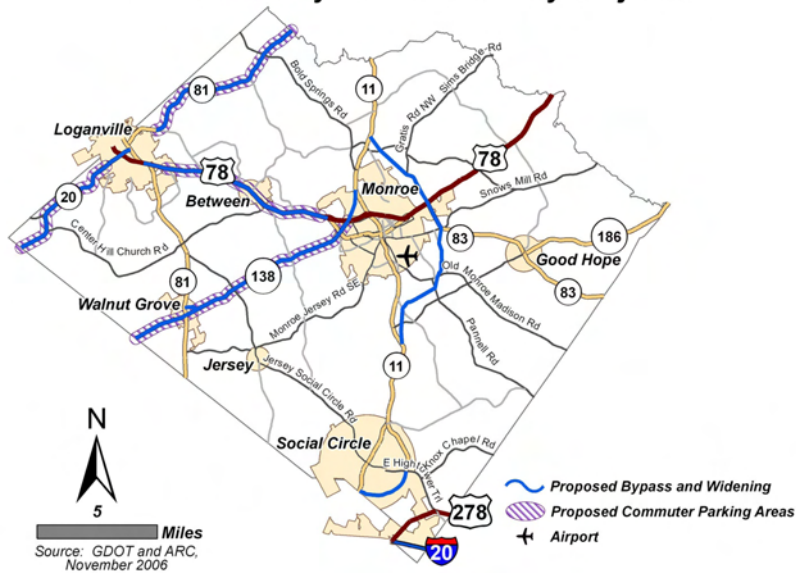 81
11
Bold Springs Rd
Gratis Rd NW
Sims Bridge Rd
Loganville
78
78
Monroe
Snows Mill Rd
20
Between
Center Hill Church Rd
83
186
Good Hope
138
81
Old Monroe Madison Rd
83
Walnut Grove
Monroe Jersey Rd SE
Pannell Rd
Jersey
11
Jersey Social Circle Rd
N
Social Circle
Knox Chapel Rd
E Hightower Trl
5
Miles
278
20
Proposed Bypass and Widening
Proposed Commuter Parking Areas
Airport
Source: GDOT and ARC,
November 2006